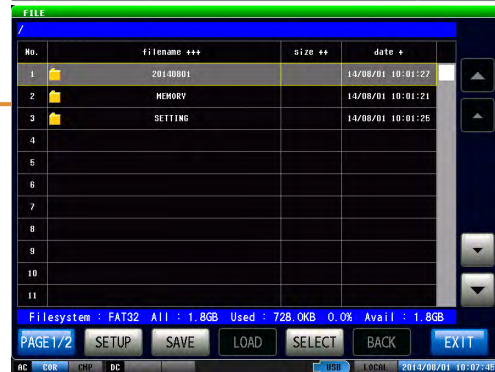 FILE
/
No. filename +++ size ++ date +
1 20140801 14/08/01 10:01:27
2 MEMORY 14/08/01 10:01:21
3 SETTING 14/08/01 10:01:25
4
5
6
7
8
9
10
11
Filesystem : FAT32 All : 1.8GB Used : 728.0KB 0.0% Avail : 1.8GB
PAGE1/2 SETUP SAVE LOAD SELECT BACK EXIT
AC COR CMP DC USB LOCAL 2014/08/01 10:07:46